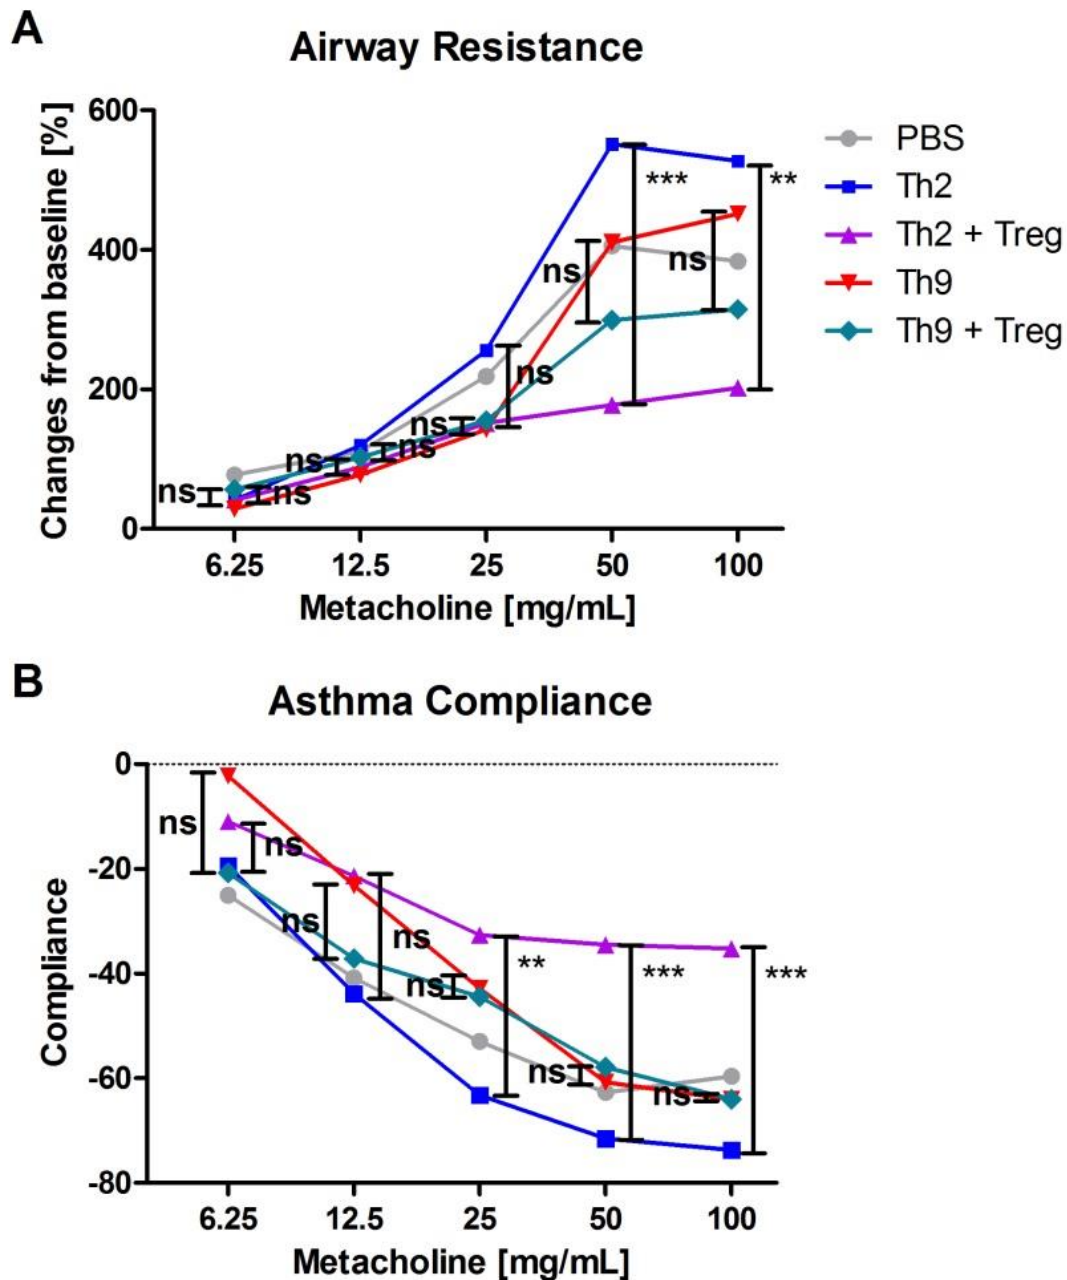 A
Airway Resistance
Changes from baseline [%]
600
400
200
0
ns
ns
ns
ns
ns
ns
ns
***
ns
**
6.25
12.5
25
50
100
Metacholine [mg/mL]
PBS
Th2
Th2 + Treg
Th9
Th9 + Treg
B
Asthma Compliance
Compliance
0
-20
-40
-60
-80
ns
ns
ns
ns
ns
**
ns
***
ns
***
6.25
12.5
25
50
100
Metacholine [mg/mL]